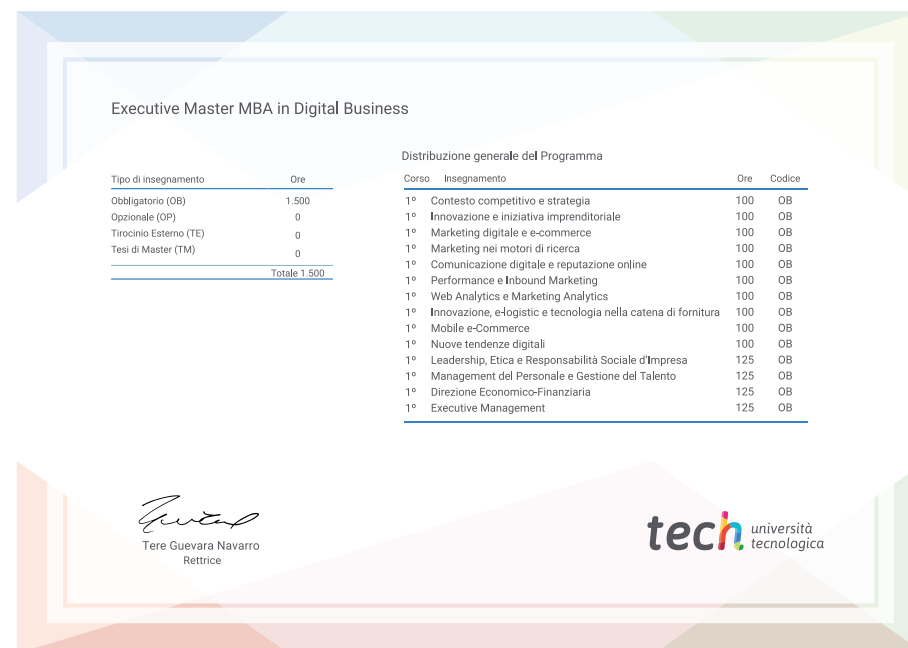 Executive Master MBA in Digital Business
Tipo di insegnamento Ore
Obbligatorio (OB) 1.500
Opzionale (OP) 0
Tirocinio Esterno (TE) 0
Tesi di Master (TM) 0
Totale 1.500
Distribuzione generale del Programma
Corso Insegnamento Ore Codice
1º Contesto competitivo e strategia 100 OB
1º Innovazione e iniziativa imprenditoriale 100 OB
1º Marketing digitale e e-commerce 100 OB
1º Marketing nei motori di ricerca 100 OB
1º Comunicazione digitale e reputazione online 100 OB
1º Performance e Inbound Marketing 100 OB
1º Web Analytics e Marketing Analytics 100 OB
1º Innovazione, e-logistic e tecnologia nella catena di fornitura 100 OB
1º Mobile e-Commerce 100 OB
1º Nuove tendenze digitali 100 OB
1º Leadership, Etica e Responsabilità Sociale d'Impresa 125 OB
1º Management del Personale e Gestione del Talento 125 OB
1º Direzione Economico-Finanziaria 125 OB
1º Executive Management 125 OB
Tere Guevara Navarro
Rettrice
tech università
tecnologica